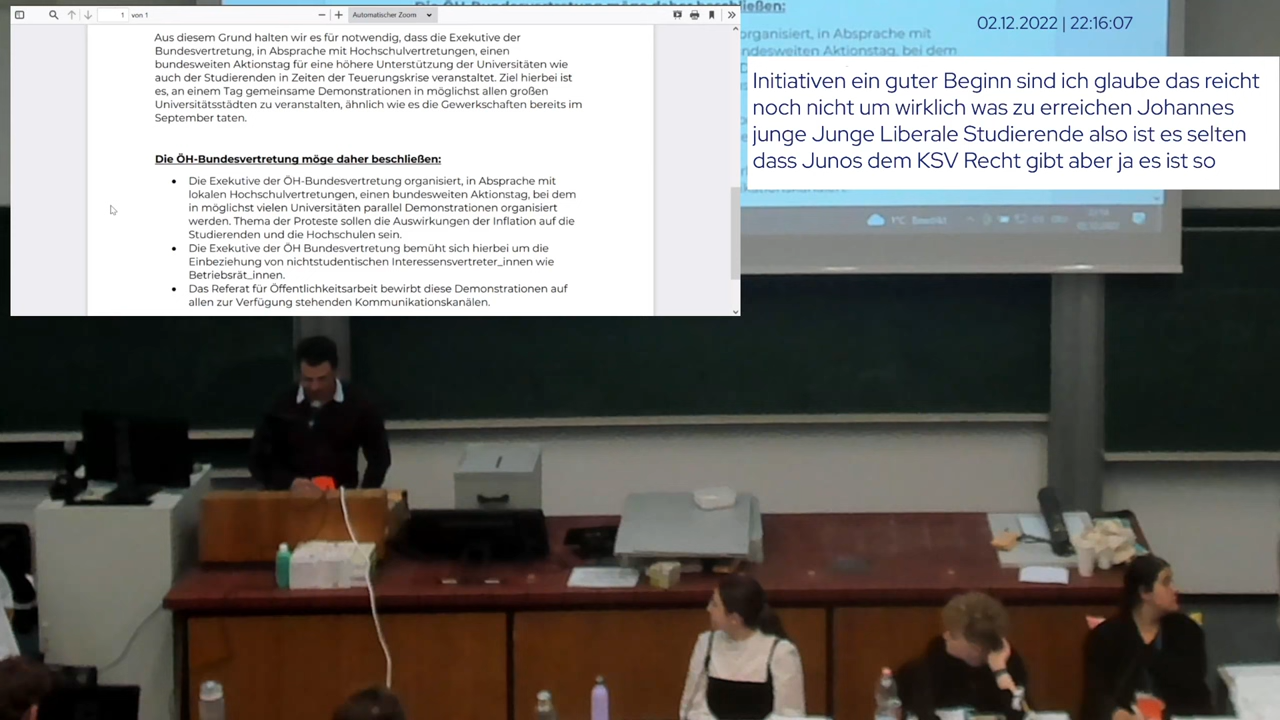 1 von 1
Automatischer Zoom
Aus diesem Grund halten wir es für notwendig, dass die Exekutive der
Bundesvertretung, in Absprache mit Hochschulvertretungen, einen
bundesweiten Aktionstag für eine höhere Unterstützung der Universitäten wie
auch der Studierenden in Zeiten der Teuerungskrise veranstaltet. Ziel hierbei ist
es, an einem Tag gemeinsame Demonstrationen in möglichst allen großen
Universitätsstädten zu veranstalten, ähnlich wie es die Gewerkschaften bereits im
September taten.
Die ÖH-Bundesvertretung möge daher beschließen:
• Die Exekutive der ÖH-Bundesvertretung organisiert, in Absprache mit
lokalen Hochschulvertretungen, einen bundesweiten Aktionstag, bei dem
in möglichst vielen Universitäten parallel Demonstrationen organisiert
werden. Thema der Proteste sollen die Auswirkungen der Inflation auf die
Studierenden und die Hochschulen sein.
• Die Exekutive der ÖH Bundesvertretung bemüht sich hierbei um die
Einbeziehung von nichtstudentischen Interessensvertreter_innen wie
Betriebsrät_innen.
• Das Referat für Öffentlichkeitsarbeit bewirbt diese Demonstrationen auf
allen zur Verfügung stehenden Kommunikationskanälen.
02.12.2022 | 22:16:07
organisiert, in Absprache mit
ndesweiten Aktionstag, bei dem
Initiativen ein guter Beginn sind ich glaube das reicht
noch nicht um wirklich was zu erreichen Johannes
junge Junge Liberale Studierende also ist es selten
dass Junos dem KSV Recht gibt aber ja es ist so